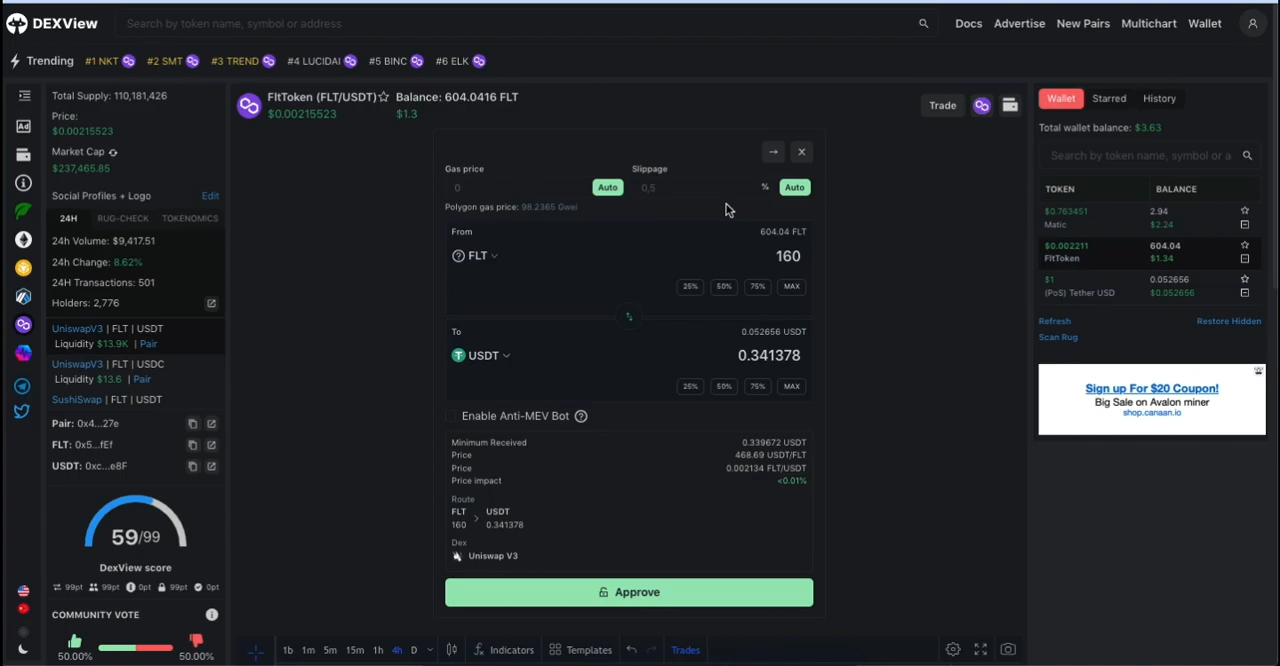 DEXView
Search by token name, symbol or address
Docs Advertise New Pairs Multichart Wallet
Trending #1 NKT #2 SMT #3 TREND #4 LUCIDAI #5 BINC #6 ELK
Total Supply: 110,181,426
Price:
$0.00215523
Market Cap
$237,465.85
Social Profiles + Logo Edit
24H RUG-CHECK TOKENOMICS
24h Volume: $9,417.51
24h Change: 8.62%
24H Transactions: 501
Holders: 2,776
UniswapV3 | FLT | USDT
Liquidity $13.9K | Pair
UniswapV3 | FLT | USDC
Liquidity $13.6 | Pair
SushiSwap | FLT | USDT
Pair: 0x4...27e
FLT: 0x5...fEf
USDT: 0xc...e8F
59/99
DexView score
99pt 99pt 0pt 99pt 0pt
COMMUNITY VOTE
50.00% 50.00%
Ad
FltToken (FLT/USDT) Balance: 604.0416 FLT
$0.00215523 $1.3
Trade
Gas price Slippage
0 Auto 0,5 % Auto
Polygon gas price: 98.2365 Gwei
From 604.04 FLT
FLT 160
25% 50% 75% MAX
To 0.052656 USDT
USDT 0.341378
25% 50% 75% MAX
Enable Anti-MEV Bot
Minimum Received 0.339672 USDT
Price 468.69 USDT/FLT
Price 0.002134 FLT/USDT
Price impact <0.01%
Route
FLT > USDT
160 0.341378
Dex
Uniswap V3
Approve
1b 1m 5m 15m 1h 4h D Indicators Templates Trades
Wallet Starred History
Total wallet balance: $3.63
Search by token name, symbol or a
TOKEN BALANCE
$0.763451 2.94
Matic $2.24
$0.002211 604.04
FltToken $1.34
$1 0.052656
(PoS) Tether USD $0.052656
Refresh Restore Hidden
Scan Rug
Sign up For $20 Coupon!
Big Sale on Avalon miner
shop.canaan.io